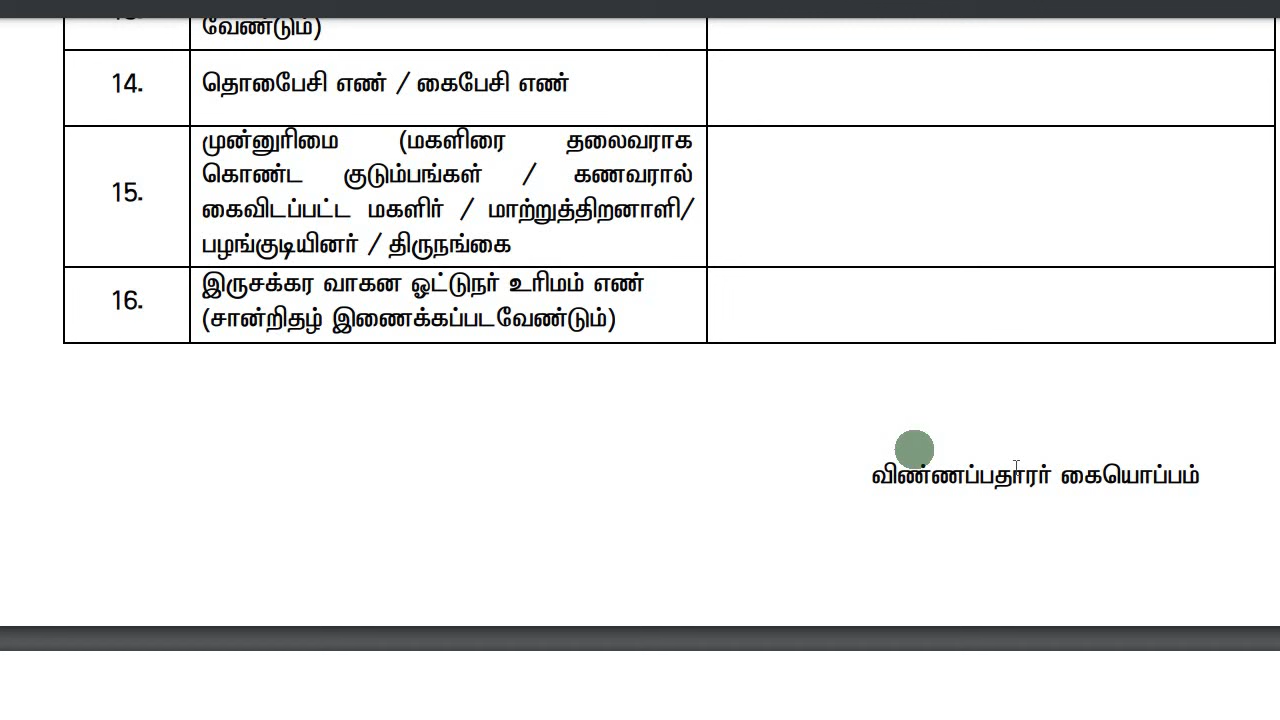 வேண்டும்)
14. தொலைபேசி எண் / கைபேசி எண்
முன்னுரிமை (மகளிரை தலைவராக
கொண்ட குடும்பங்கள் / கணவரால்
15. கைவிடப்பட்ட மகளிர் / மாற்றுத்திறனாளி/
பழங்குடியினர் / திருநங்கை
இருசக்கர வாகன ஓட்டுநர் உரிமம் எண்
16. (சான்றிதழ் இணைக்கப்படவேண்டும்)
விண்ணப்பதாரர் கையொப்பம்